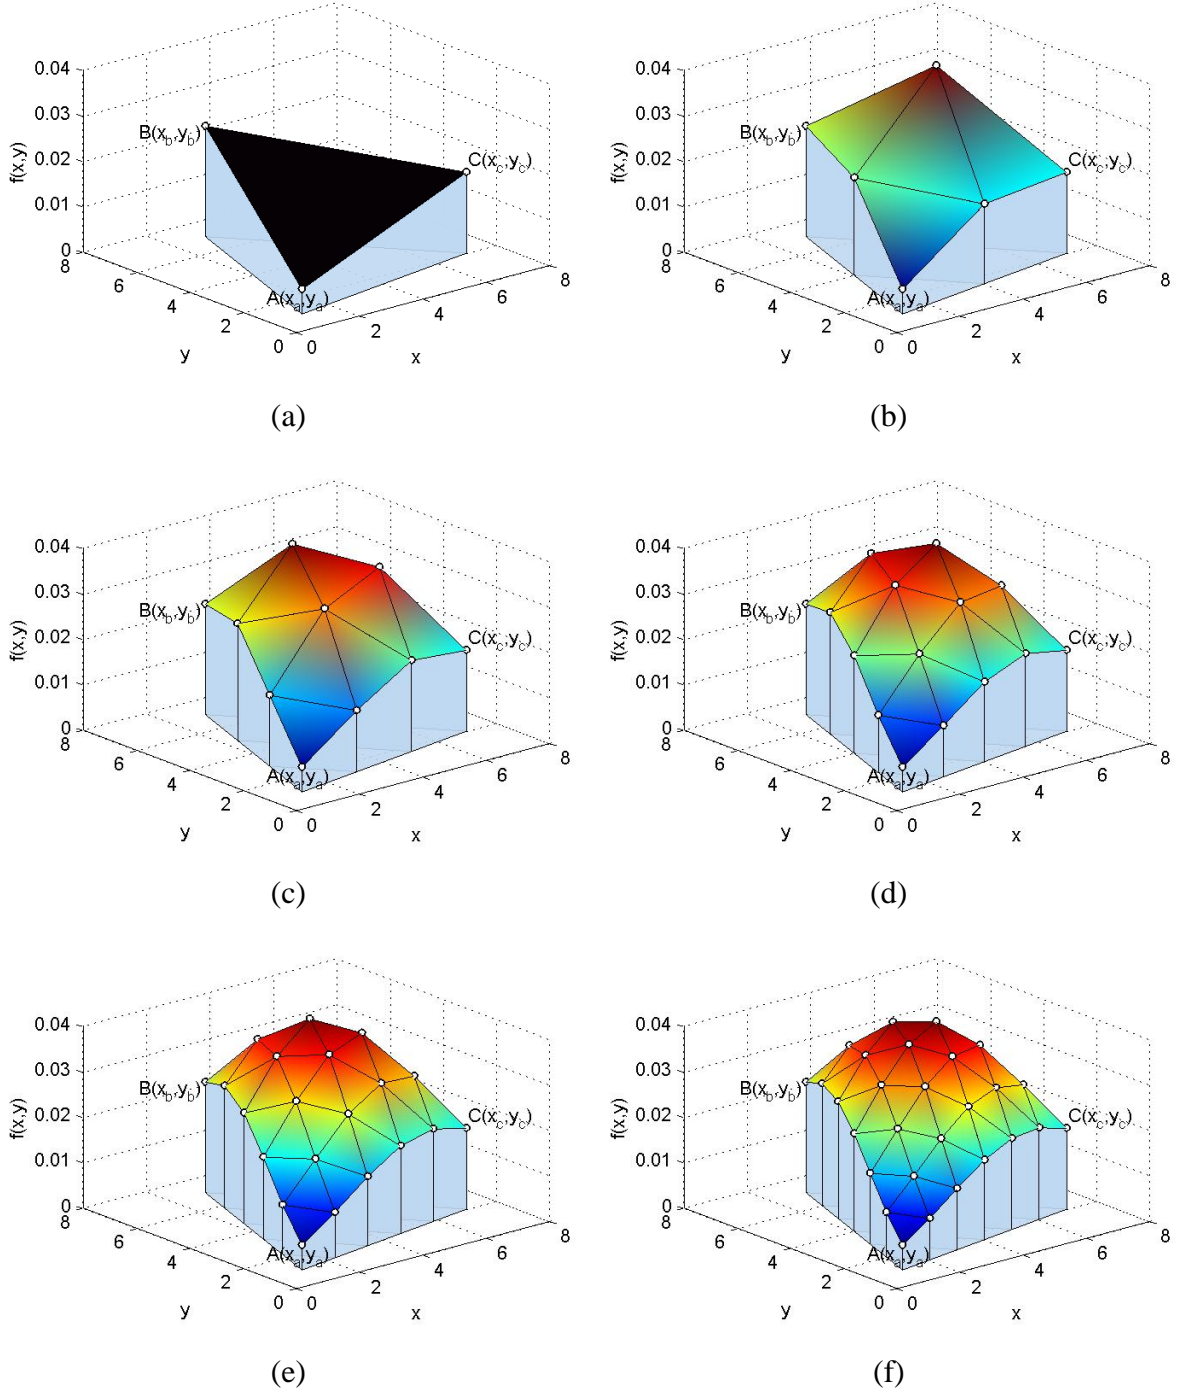 0.04
0.03
0.02
0.01
0
f(x,y)
8
6
4
2
0
y
0
2
4
6
8
x
B(x_b,y_b)
C(x_c,y_c)
A(x_a,y_a)
(a)
0.04
0.03
0.02
0.01
0
f(x,y)
8
6
4
2
0
y
0
2
4
6
8
x
B(x_b,y_b)
C(x_c,y_c)
A(x_a,y_a)
(b)
0.04
0.03
0.02
0.01
0
f(x,y)
8
6
4
2
0
y
0
2
4
6
8
x
B(x_b,y_b)
C(x_c,y_c)
A(x_a,y_a)
(c)
0.04
0.03
0.02
0.01
0
f(x,y)
8
6
4
2
0
y
0
2
4
6
8
x
B(x_b,y_b)
C(x_c,y_c)
A(x_a,y_a)
(d)
0.04
0.03
0.02
0.01
0
f(x,y)
8
6
4
2
0
y
0
2
4
6
8
x
B(x_b,y_b)
C(x_c,y_c)
A(x_a,y_a)
(e)
0.04
0.03
0.02
0.01
0
f(x,y)
8
6
4
2
0
y
0
2
4
6
8
x
B(x_b,y_b)
C(x_c,y_c)
A(x_a,y_a)
(f)